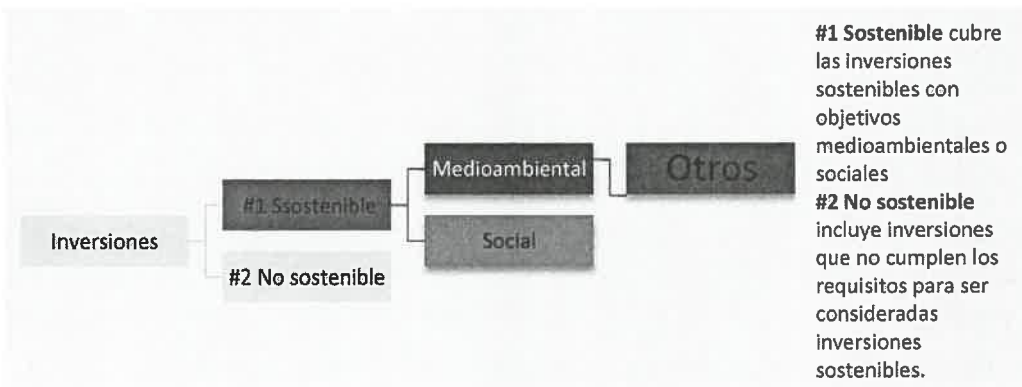 Inversiones
#1 Ssostenible
#2 No sostenible
Medioambiental
Social
Otros
#1 Sostenible cubre
las inversiones
sostenibles con
objetivos
medioambientales o
sociales
#2 No sostenible
incluye inversiones
que no cumplen los
requisitos para ser
consideradas
inversiones
sostenibles.